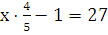 x · 4/5 − 1 = 27